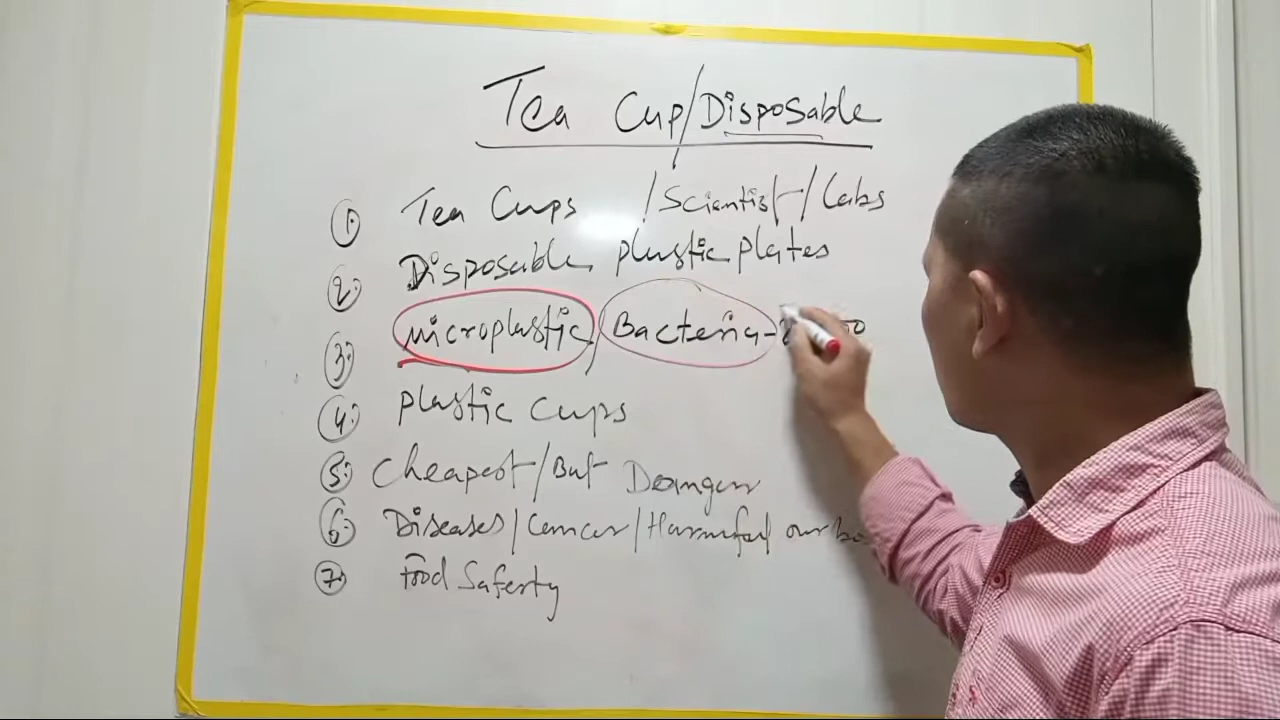 Tea Cup/Disposable
1. Tea Cups /Scientist/Labs
2. Disposable plastic plates
3. microplastic/Bacteria-
4. plastic cups
5. Cheapest/But Deanger
6. Diseases/Cancer/Harmful our bo
7. Food Saferty